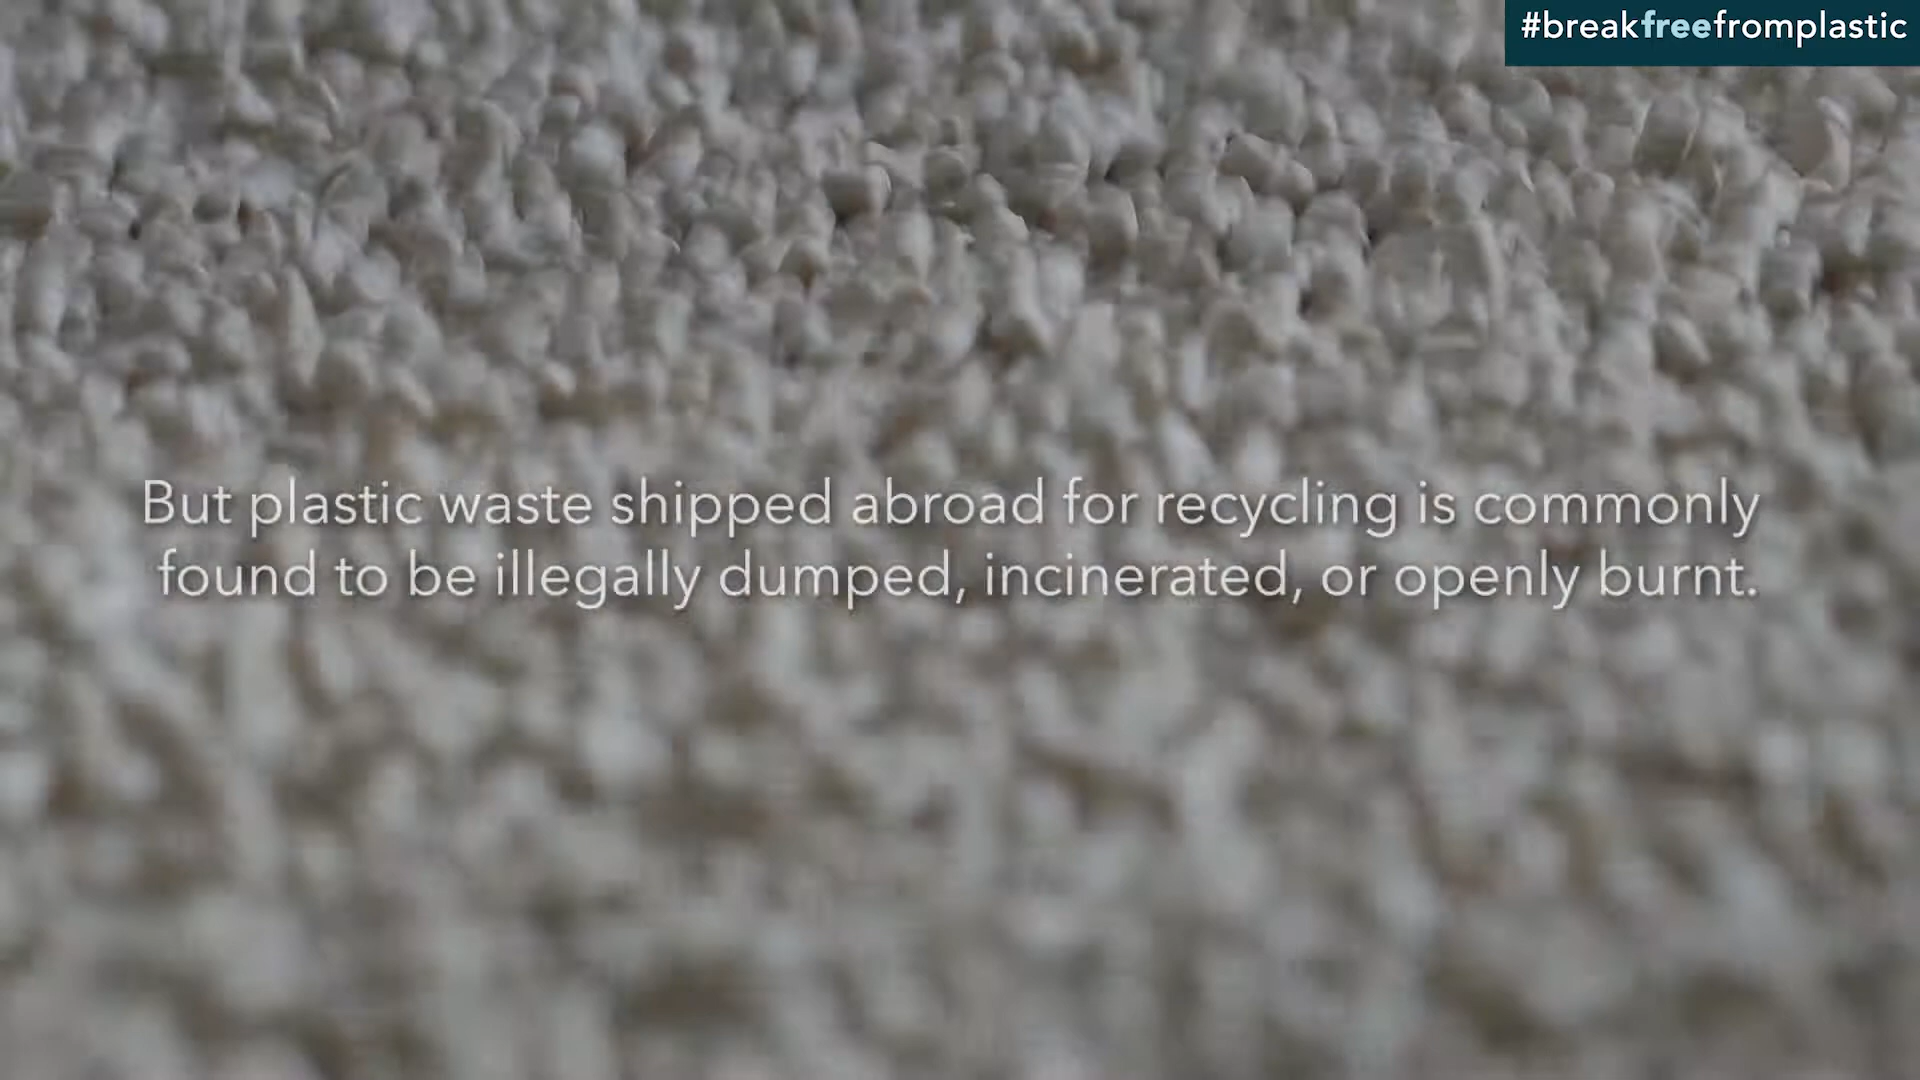 #breakfreefromplastic
But plastic waste shipped abroad for recycling is commonly
found to be illegally dumped, incinerated, or openly burnt.